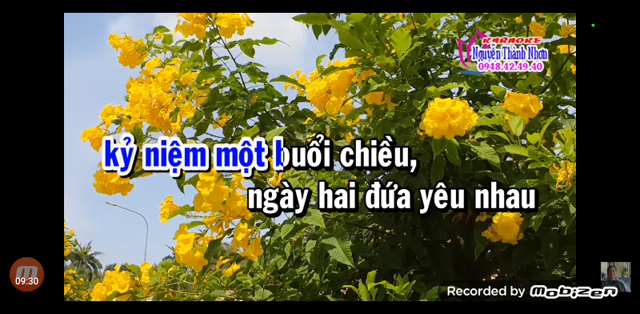 KARAOKE
Nguyễn Thành Nhơn
0948.42.49.40
kỷ niệm một buổi chiều,
ngày hai đứa yêu nhau
09:30
Recorded by Mobizen